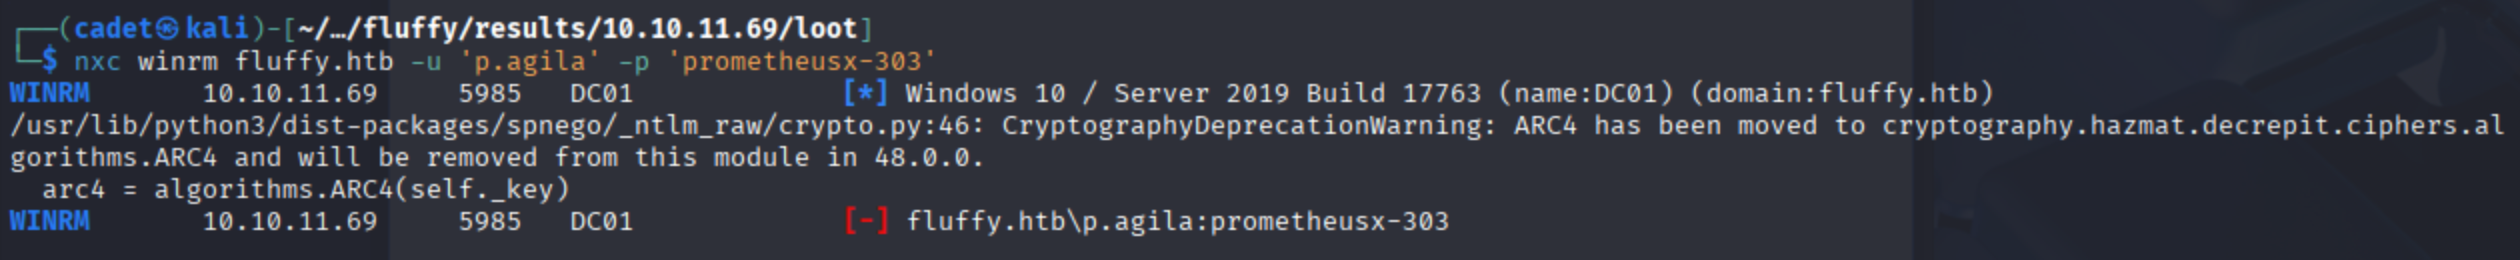 ┌──(cadet㉿kali)-[~/…/fluffy/results/10.10.11.69/loot]
└─$ nxc winrm fluffy.htb -u 'p.agila' -p 'prometheusx-303'
WINRM       10.10.11.69     5985   DC01             [*] Windows 10 / Server 2019 Build 17763 (name:DC01) (domain:fluffy.htb)
/usr/lib/python3/dist-packages/spnego/_ntlm_raw/crypto.py:46: CryptographyDeprecationWarning: ARC4 has been moved to cryptography.hazmat.decrepit.ciphers.al
gorithms.ARC4 and will be removed from this module in 48.0.0.
  arc4 = algorithms.ARC4(self._key)
WINRM       10.10.11.69     5985   DC01             [-] fluffy.htb\p.agila:prometheusx-303